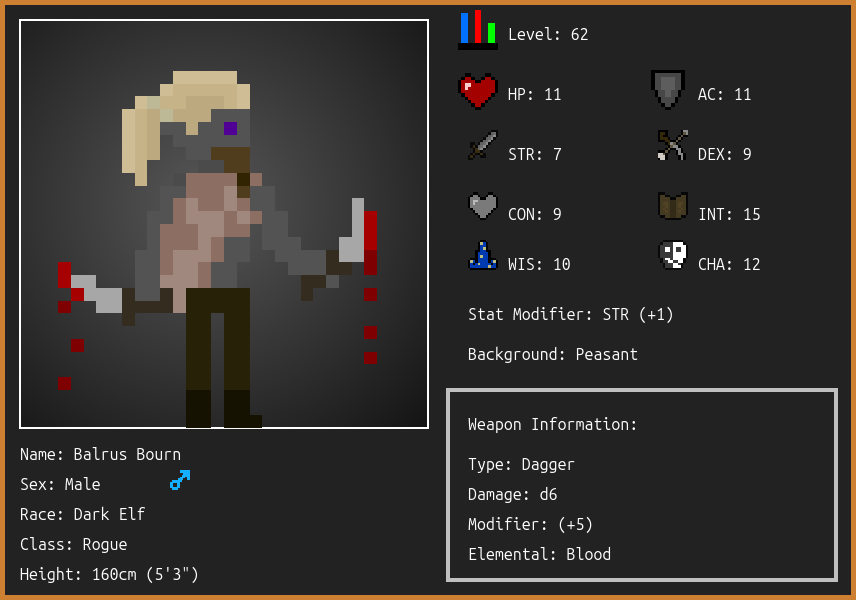 Level: 62
HP: 11
AC: 11
STR: 7
DEX: 9
CON: 9
INT: 15
WIS: 10
CHA: 12
Stat Modifier: STR (+1)
Background: Peasant
Weapon Information:
Type: Dagger
Damage: d6
Modifier: (+5)
Elemental: Blood
Name: Balrus Bourn
Sex: Male
Race: Dark Elf
Class: Rogue
Height: 160cm (5'3")